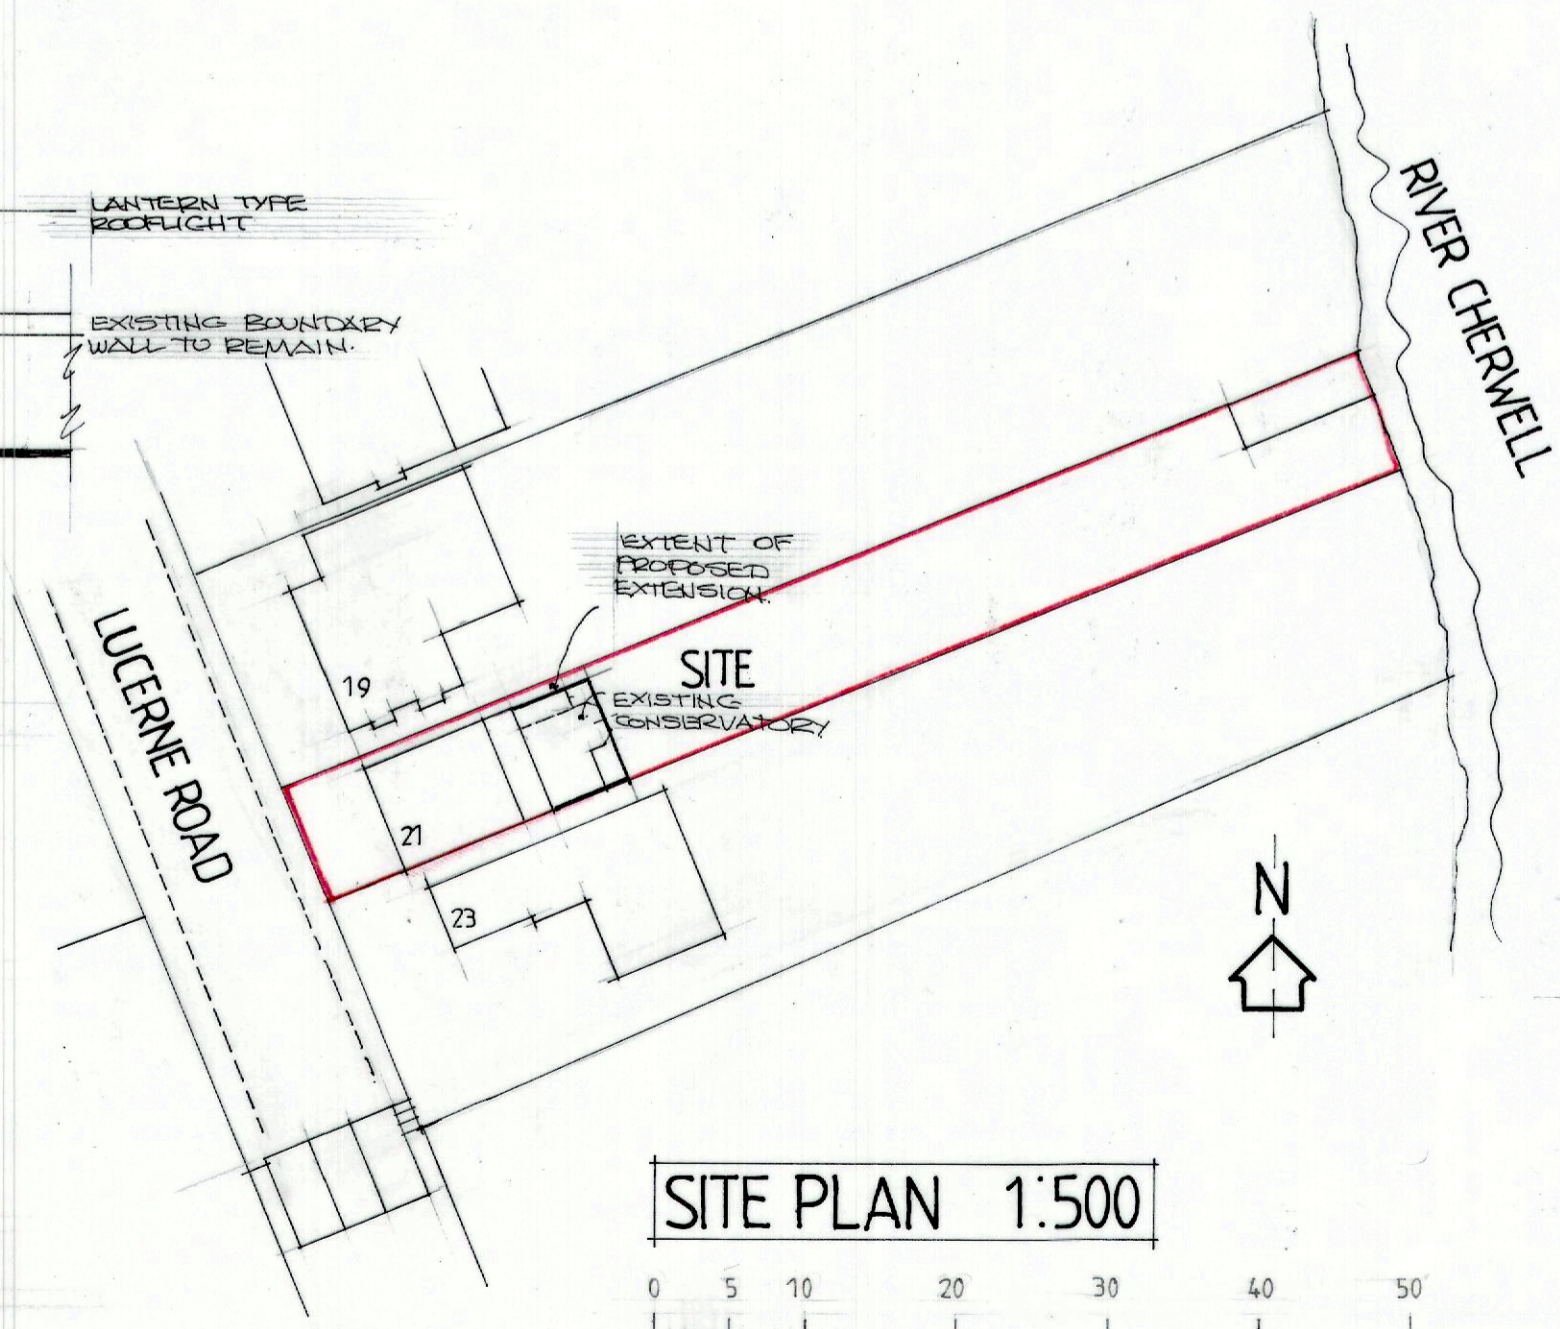 LANTERN TYPE
ROOFLIGHT
EXISTING BOUNDARY
WALL TO REMAIN.
RIVER CHERWELL
EXTENT OF
PROPOSED
EXTENSION.
LUCERNE ROAD
19
SITE
EXISTING
CONSERVATORY
21
23
N
SITE PLAN 1:500
0 5 10 20 30 40 50